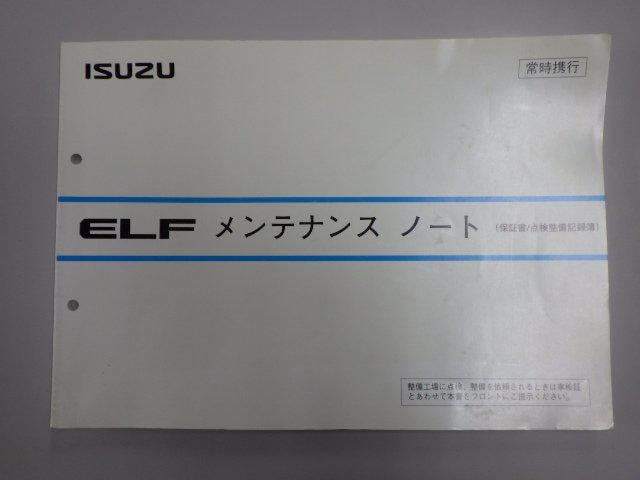 ISUZU
常時携行
ELF メンテナンス ノート (保証書/点検整備記録簿)
整備工場に点検、整備を依頼されるときは車検証
とあわせて本書をフロントにご提示ください。